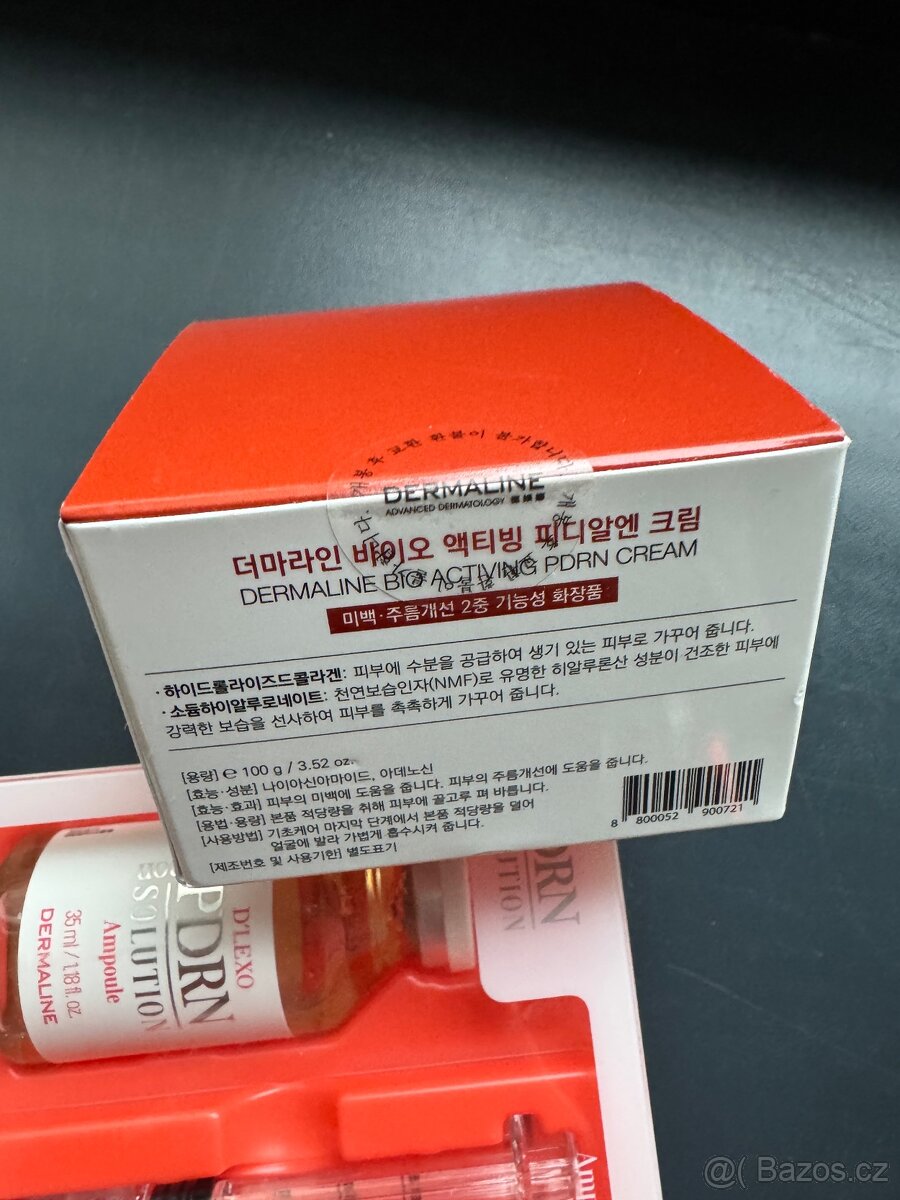 DERMALINE
ADVANCED DERMATOLOGY
더마라인 바이오 액티빙 피디알엔 크림
DERMALINE BIO ACTIVING PDRN CREAM
미백·주름개선 2중 기능성 화장품
·하이드롤라이즈드콜라겐: 피부에 수분을 공급하여 생기 있는 피부로 가꾸어 줍니다.
·소듐하이알루로네이트: 천연보습인자(NMF)로 유명한 히알루론산 성분이 건조한 피부에
강력한 보습을 선사하여 피부를 촉촉하게 가꾸어 줍니다.
[용량] ℮ 100 g / 3.52 oz.
[효능·성분] 나이아신아마이드, 아데노신
[효능·효과] 피부의 미백에 도움을 줍니다. 피부의 주름개선에 도움을 줍니다.
[용법·용량] 본품 적당량을 취해 피부에 골고루 펴 바릅니다.
[사용방법] 기초케어 마지막 단계에서 본품 적당량을 덜어
얼굴에 발라 가볍게 흡수시켜 줍니다.
[제조번호 및 사용기한] 별도표기
8 800052 900721
D'LEXO
PDRN
SOLUTION
Ampoule
35 ml / 1.18 fl. oz.
DERMALINE
PDRN
SOLUTION
@( Bazos.cz